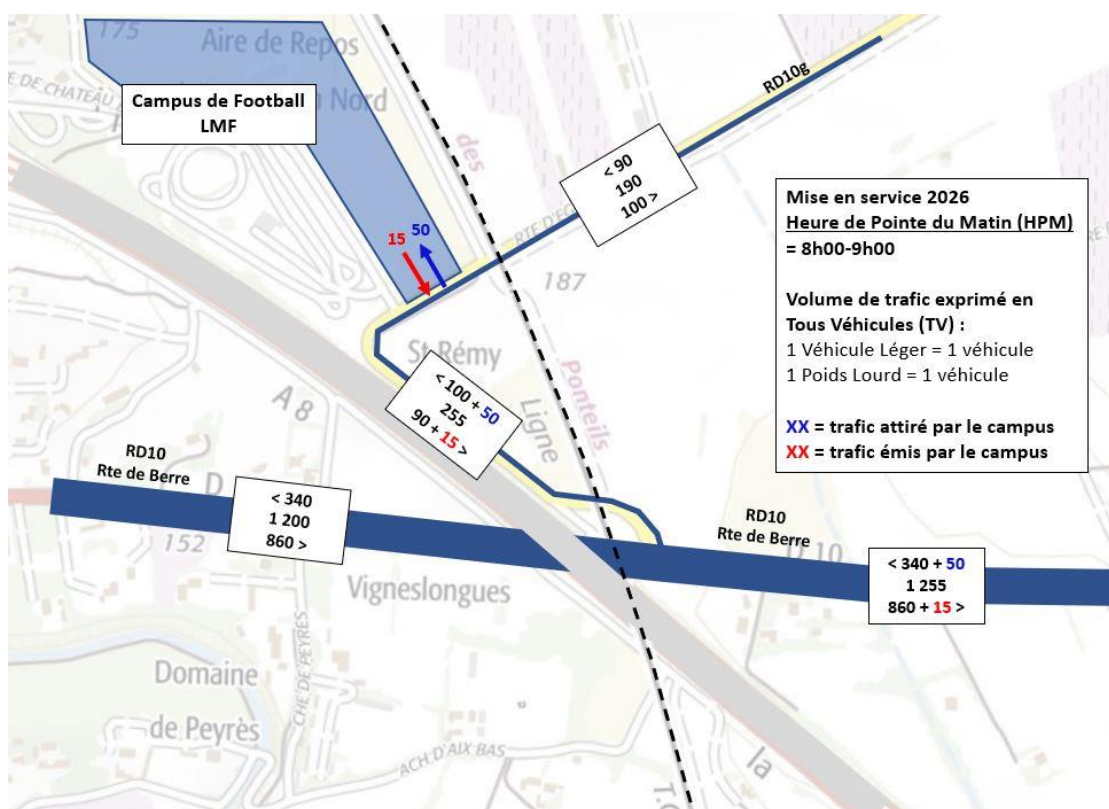 175
Aire de Repos
Nord
E DE CHATEAU
Campus de Football
LMF
RD10g
des
< 90
190
100 >
RTE D'EG
50
15
187
Mise en service 2026
Heure de Pointe du Matin (HPM)
= 8h00-9h00
Volume de trafic exprimé en
Tous Véhicules (TV) :
1 Véhicule Léger = 1 véhicule
1 Poids Lourd = 1 véhicule
XX = trafic attiré par le campus
XX = trafic émis par le campus
St Rémy
Ponteils
Ligne
< 100 + 50
255
90 + 15 >
A 8
RD10
Rte de Berre
D
< 340
1 200
860 >
152
RD10
Rte de Berre
D 10
< 340 + 50
1 255
860 + 15 >
Vigneslongues
CHE DE PEYRES
Domaine
de Peyrès
ACH D'AIX BAS
la